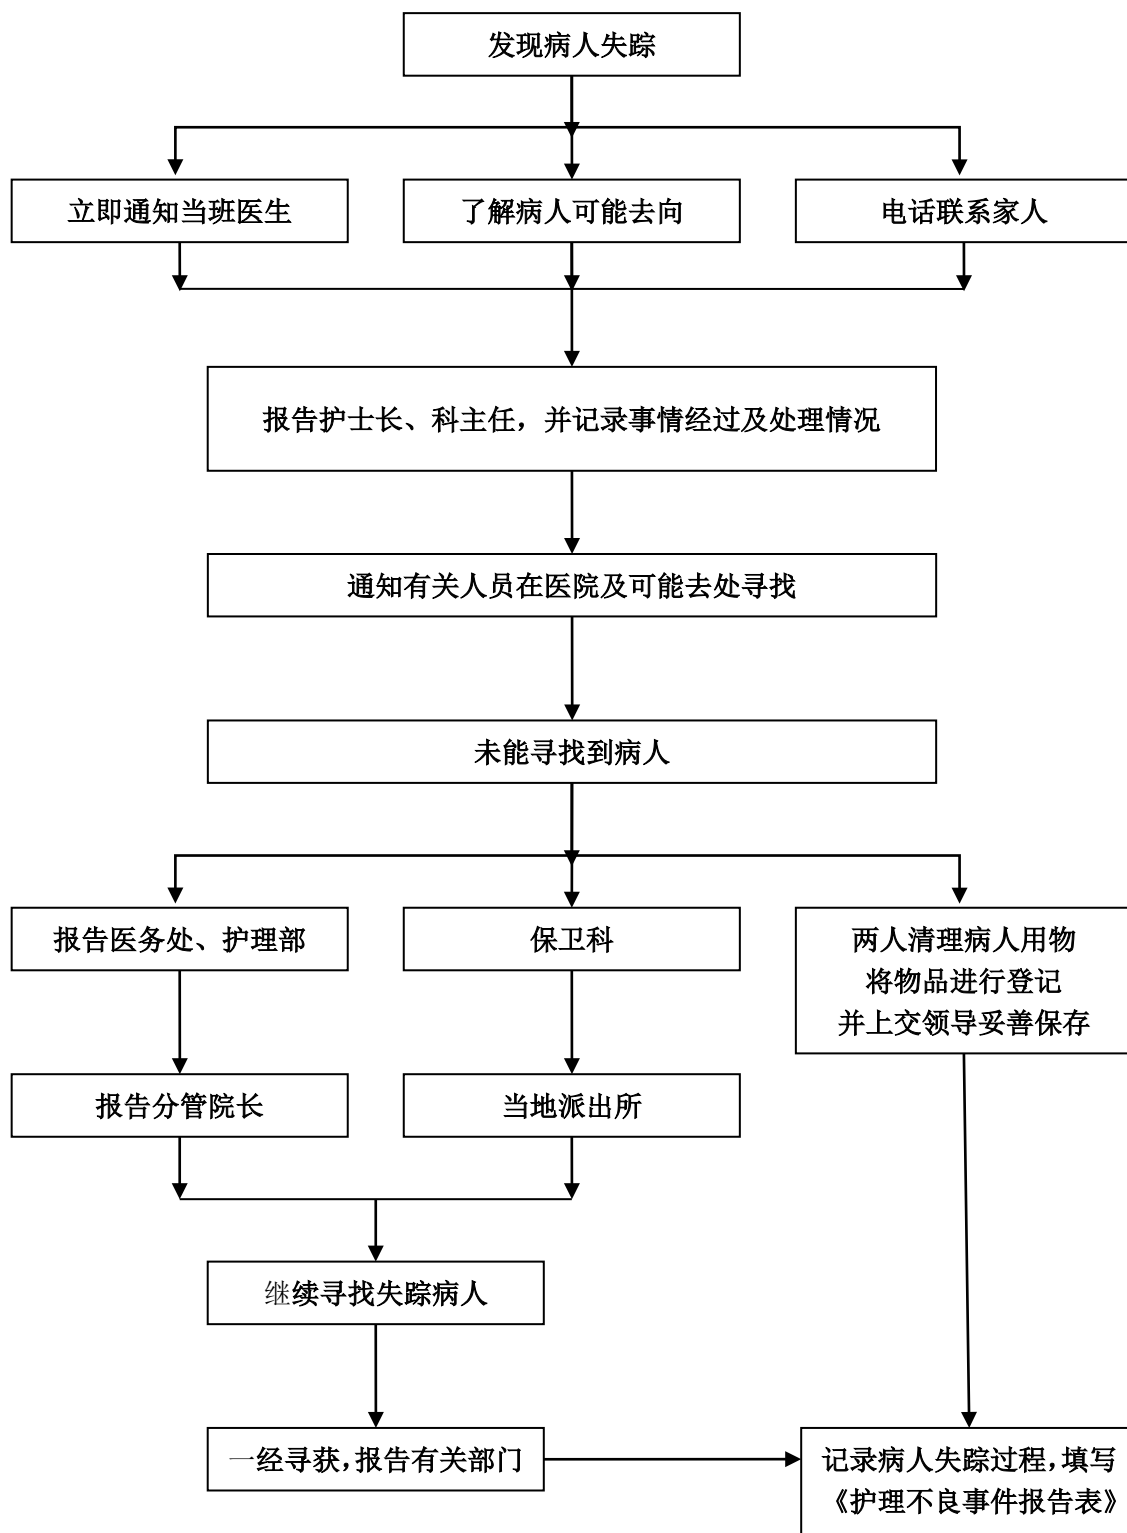 发现病人失踪
立即通知当班医生
了解病人可能去向
电话联系家人
报告护士长、科主任，并记录事情经过及处理情况
通知有关人员在医院及可能去处寻找
未能寻找到病人
报告医务处、护理部
保卫科
两人清理病人用物
将物品进行登记
并上交领导妥善保存
报告分管院长
当地派出所
继续寻找失踪病人
一经寻获，报告有关部门
记录病人失踪过程，填写
《护理不良事件报告表》